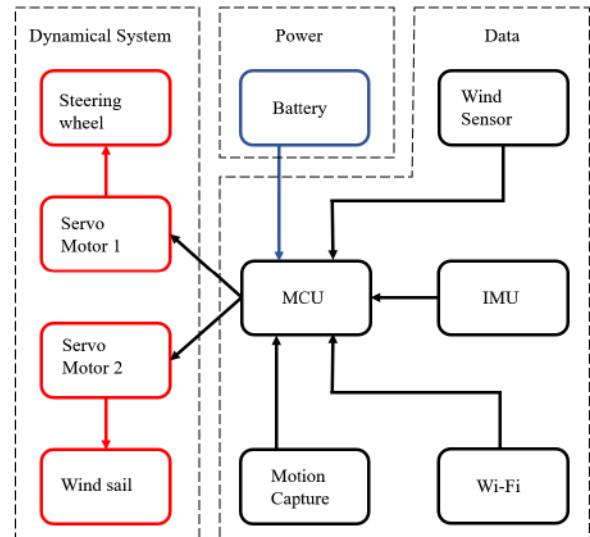 Dynamical System
Power
Data
Steering
wheel
Battery
Wind
Sensor
Servo
Motor 1
MCU
IMU
Servo
Motor 2
Wind sail
Motion
Capture
Wi-Fi